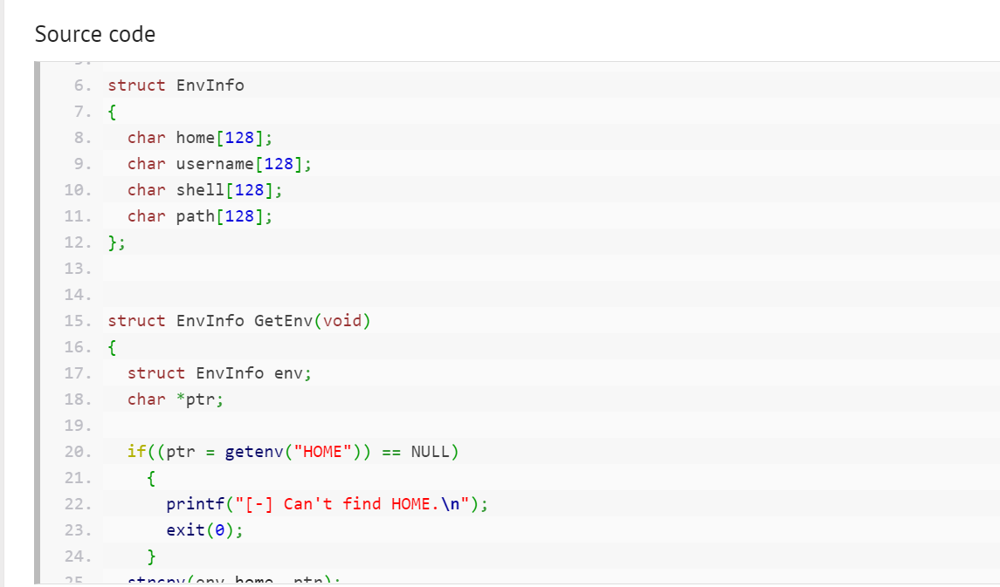 Source code
5.
6. struct EnvInfo
7. {
8. char home[128];
9. char username[128];
10. char shell[128];
11. char path[128];
12. };
13.
14.
15. struct EnvInfo GetEnv(void)
16. {
17. struct EnvInfo env;
18. char *ptr;
19.
20. if((ptr = getenv("HOME")) == NULL)
21. {
22. printf("[-] Can't find HOME.\n");
23. exit(0);
24. }
25